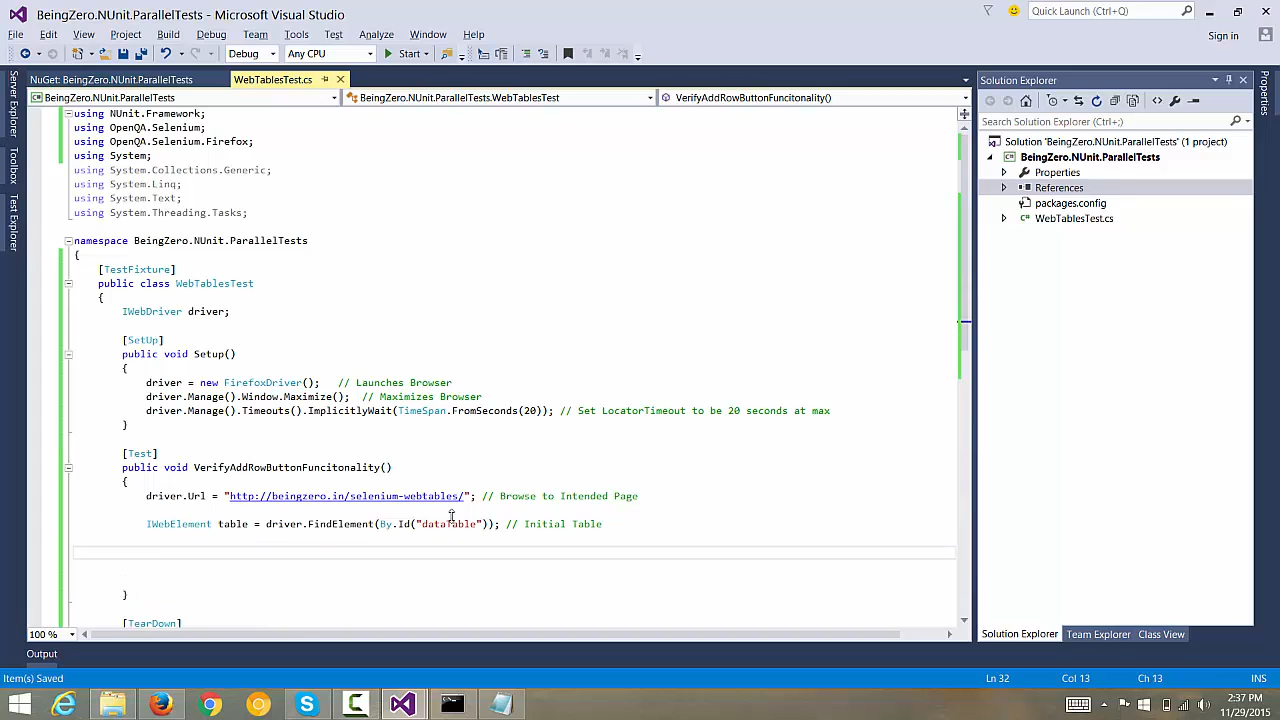 BeingZero.NUnit.ParallelTests - Microsoft Visual Studio
Quick Launch (Ctrl+Q)
File Edit View Project Build Debug Team Tools Test Analyze Window Help
Sign in
Debug Any CPU Start
Server Explorer
Toolbox
Test Explorer
NuGet: BeingZero.NUnit.ParallelTests WebTablesTest.cs
BeingZero.NUnit.ParallelTests BeingZero.NUnit.ParallelTests.WebTablesTest VerifyAddRowButtonFuncitonality()
using NUnit.Framework;
using OpenQA.Selenium;
using OpenQA.Selenium.Firefox;
using System;
using System.Collections.Generic;
using System.Linq;
using System.Text;
using System.Threading.Tasks;
namespace BeingZero.NUnit.ParallelTests
{
[TestFixture]
public class WebTablesTest
{
IWebDriver driver;
[SetUp]
public void Setup()
{
driver = new FirefoxDriver(); // Launches Browser
driver.Manage().Window.Maximize(); // Maximizes Browser
driver.Manage().Timeouts().ImplicitlyWait(TimeSpan.FromSeconds(20)); // Set LocatorTimeout to be 20 seconds at max
}
[Test]
public void VerifyAddRowButtonFuncitonality()
{
driver.Url = "http://beingzero.in/selenium-webtables/"; // Browse to Intended Page
IWebElement table = driver.FindElement(By.Id("dataTable")); // Initial Table
}
[TearDown]
100 %
Output
Solution Explorer
Search Solution Explorer (Ctrl+;)
Solution 'BeingZero.NUnit.ParallelTests' (1 project)
BeingZero.NUnit.ParallelTests
Properties
References
packages.config
WebTablesTest.cs
Solution Explorer Team Explorer Class View
Properties
Item(s) Saved Ln 32 Col 13 Ch 13 INS
2:37 PM
11/29/2015